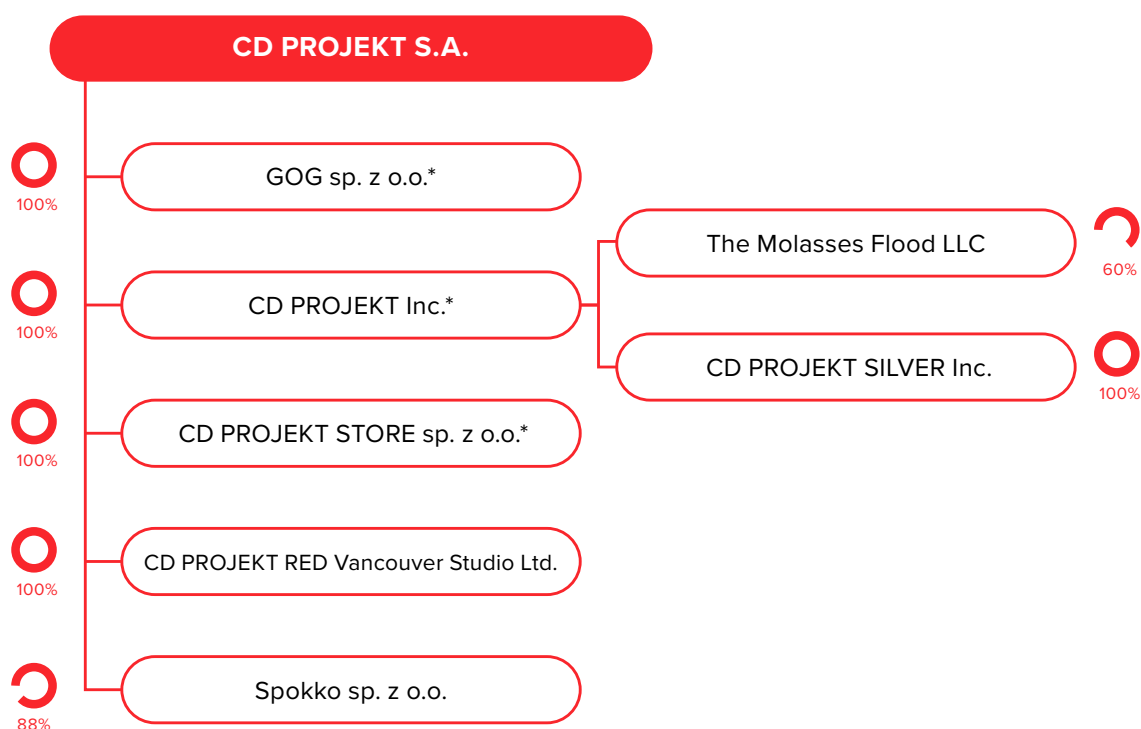 CD PROJEKT S.A.
GOG sp. z o.o.*
100%
The Molasses Flood LLC
60%
CD PROJEKT Inc.*
100%
CD PROJEKT SILVER Inc.
100%
CD PROJEKT STORE sp. z o.o.*
100%
CD PROJEKT RED Vancouver Studio Ltd.
100%
Spokko sp. z o.o.
88%